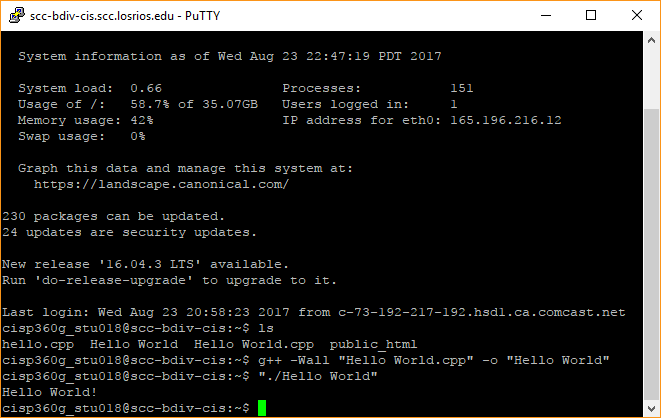 scc-bdiv-cis.scc.losrios.edu - PuTTY
System information as of Wed Aug 23 22:47:19 PDT 2017
System load:  0.66               Processes:           151
Usage of /:   58.7% of 35.07GB   Users logged in:     1
Memory usage: 42%                IP address for eth0: 165.196.216.12
Swap usage:   0%
Graph this data and manage this system at:
https://landscape.canonical.com/
230 packages can be updated.
24 updates are security updates.
New release '16.04.3 LTS' available.
Run 'do-release-upgrade' to upgrade to it.
Last login: Wed Aug 23 20:58:23 2017 from c-73-192-217-192.hsd1.ca.comcast.net
cisp360g_stu018@scc-bdiv-cis:~$ ls
hello.cpp  Hello World  Hello World.cpp  public_html
cisp360g_stu018@scc-bdiv-cis:~$ g++ -Wall "Hello World.cpp" -o "Hello World"
cisp360g_stu018@scc-bdiv-cis:~$ "./Hello World"
Hello World!
cisp360g_stu018@scc-bdiv-cis:~$